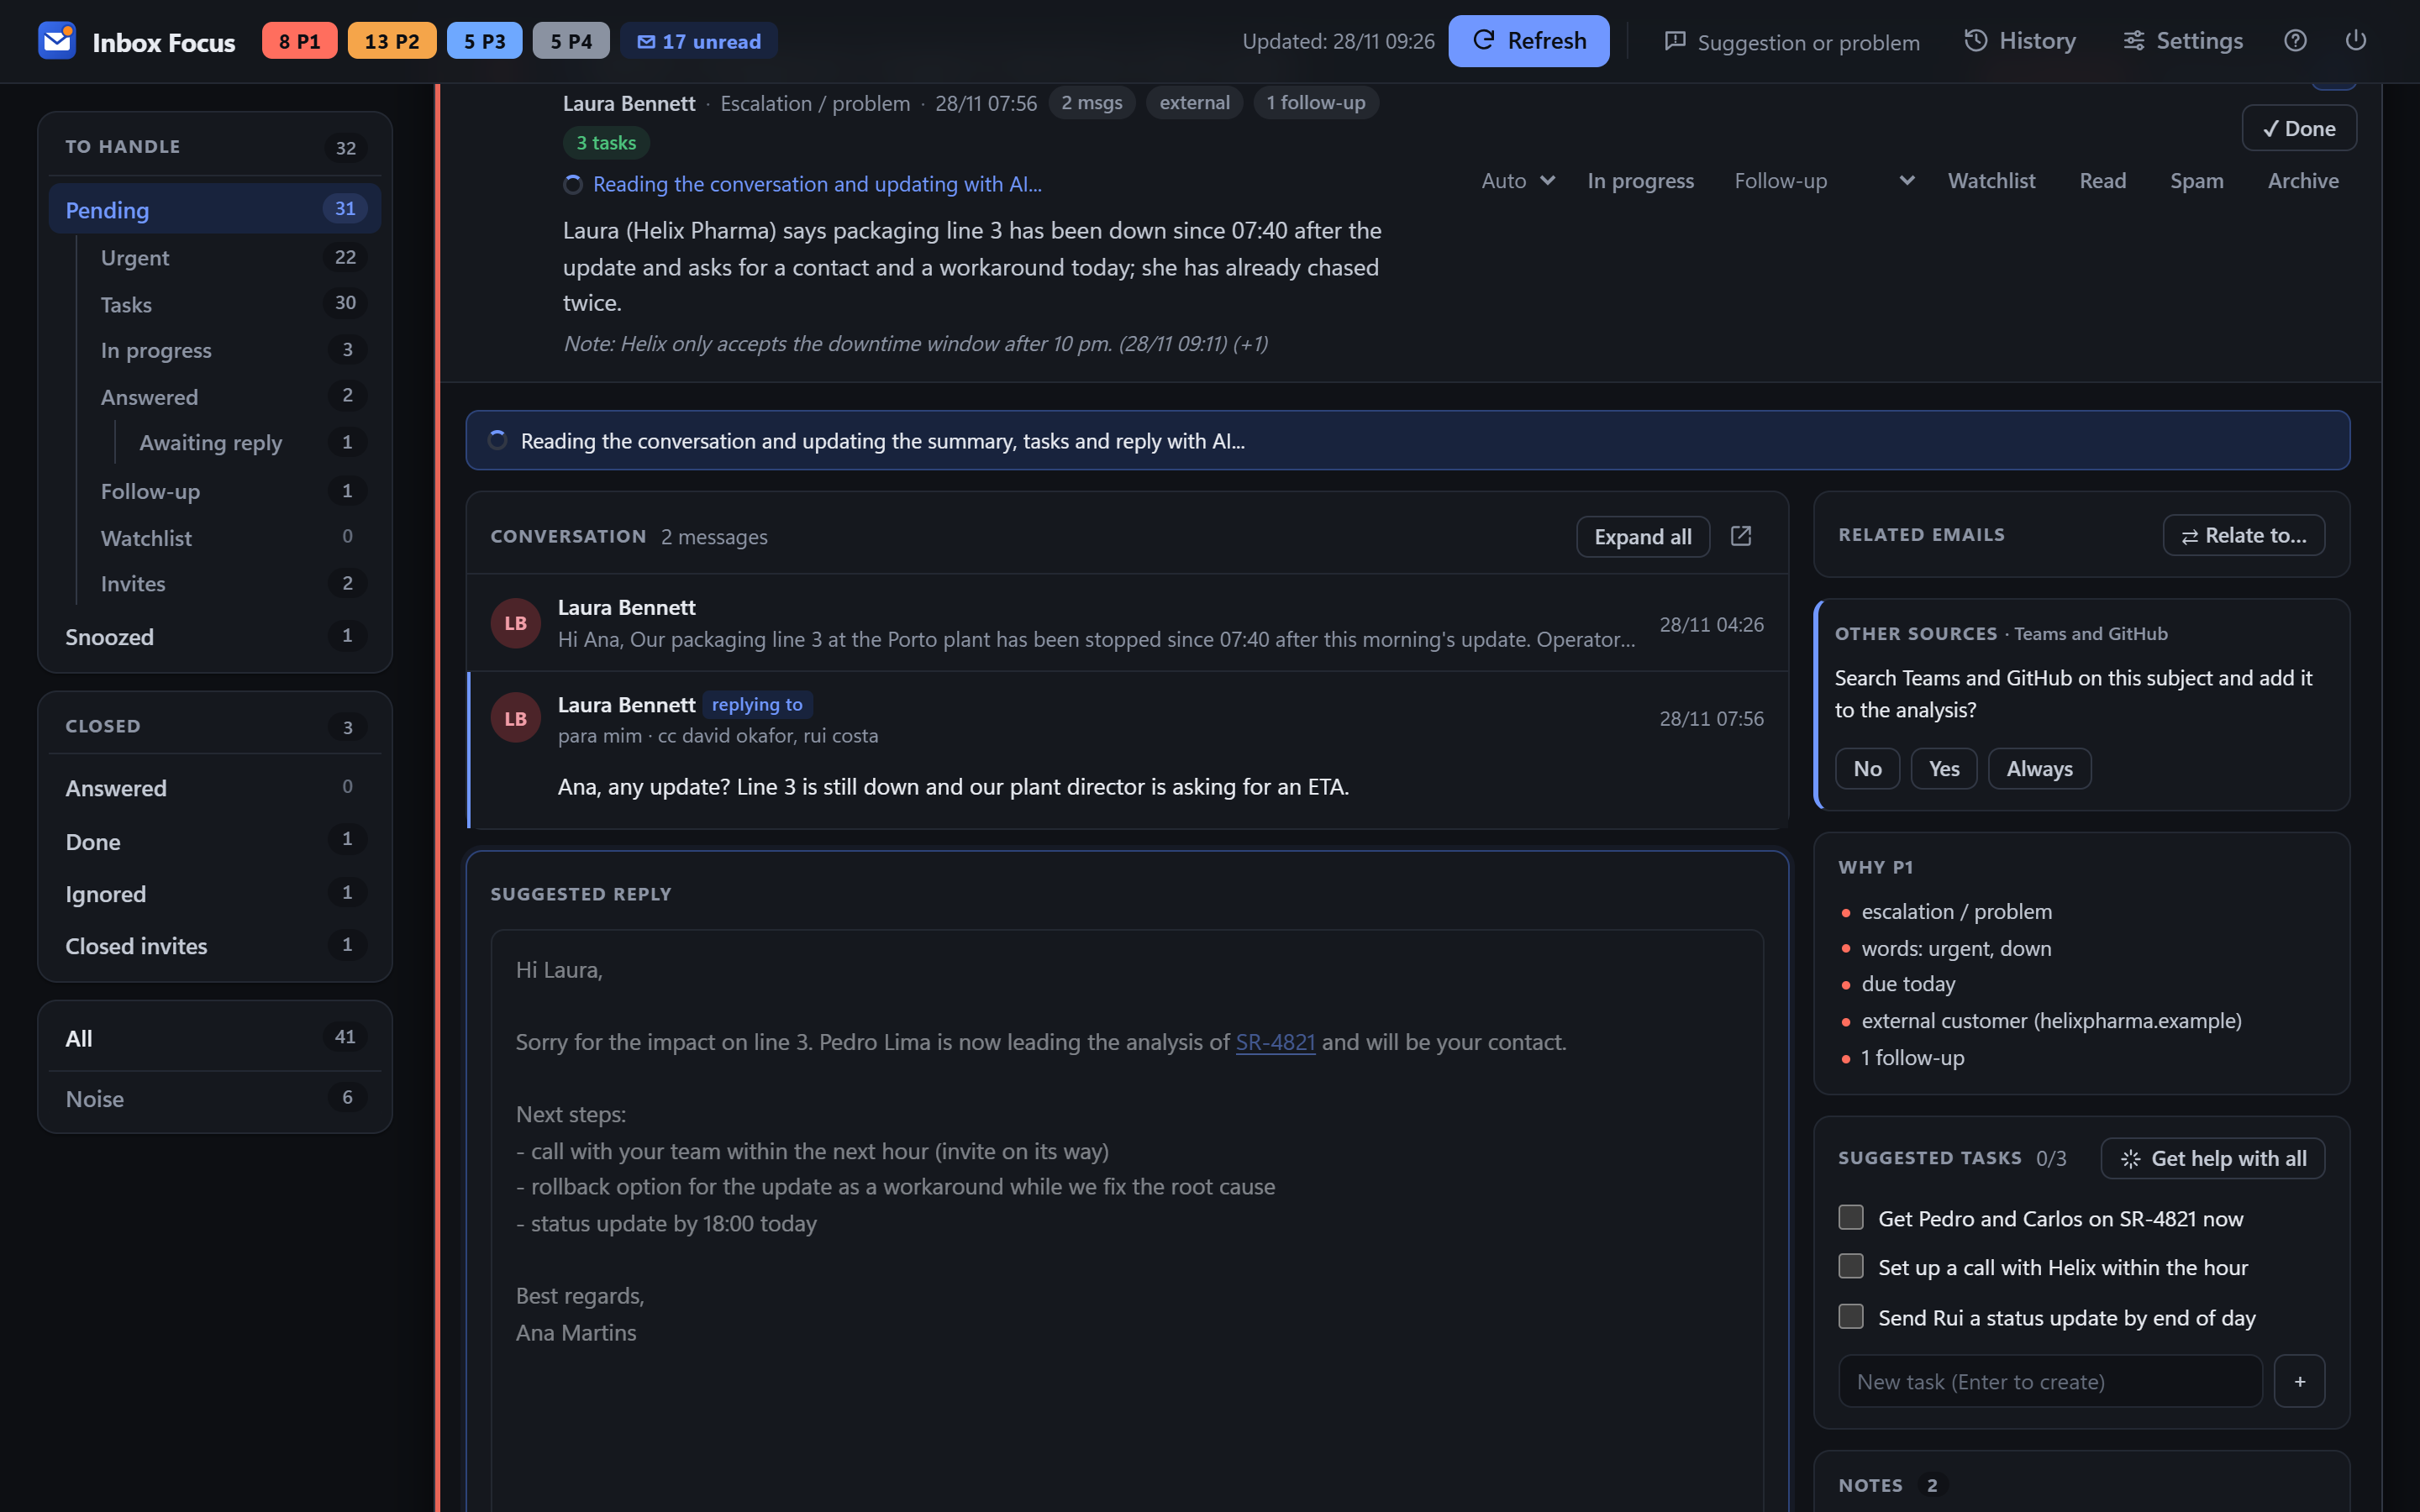 Inbox Focus
8 P1
13 P2
5 P3
5 P4
17 unread
Updated: 28/11 09:26
Refresh
Suggestion or problem
History
Settings
TO HANDLE 32
Pending 31
Urgent 22
Tasks 30
In progress 3
Answered 2
Awaiting reply 1
Follow-up 1
Watchlist 0
Invites 2
Snoozed 1
CLOSED 3
Answered 0
Done 1
Ignored 1
Closed invites 1
All 41
Noise 6
Laura Bennett · Escalation / problem · 28/11 07:56 2 msgs external 1 follow-up
3 tasks
Reading the conversation and updating with AI...
✓ Done
Auto In progress Follow-up Watchlist Read Spam Archive
Laura (Helix Pharma) says packaging line 3 has been down since 07:40 after the
update and asks for a contact and a workaround today; she has already chased
twice.
Note: Helix only accepts the downtime window after 10 pm. (28/11 09:11) (+1)
Reading the conversation and updating the summary, tasks and reply with AI...
CONVERSATION 2 messages
Expand all
LB
Laura Bennett
Hi Ana, Our packaging line 3 at the Porto plant has been stopped since 07:40 after this morning's update. Operator...
28/11 04:26
LB
Laura Bennett replying to
para mim · cc david okafor, rui costa
28/11 07:56
Ana, any update? Line 3 is still down and our plant director is asking for an ETA.
SUGGESTED REPLY
Hi Laura,
Sorry for the impact on line 3. Pedro Lima is now leading the analysis of SR-4821 and will be your contact.
Next steps:
- call with your team within the next hour (invite on its way)
- rollback option for the update as a workaround while we fix the root cause
- status update by 18:00 today
Best regards,
Ana Martins
RELATED EMAILS
⇄ Relate to...
OTHER SOURCES · Teams and GitHub
Search Teams and GitHub on this subject and add it
to the analysis?
No
Yes
Always
WHY P1
escalation / problem
words: urgent, down
due today
external customer (helixpharma.example)
1 follow-up
SUGGESTED TASKS 0/3
Get help with all
Get Pedro and Carlos on SR-4821 now
Set up a call with Helix within the hour
Send Rui a status update by end of day
New task (Enter to create)
+
NOTES 2